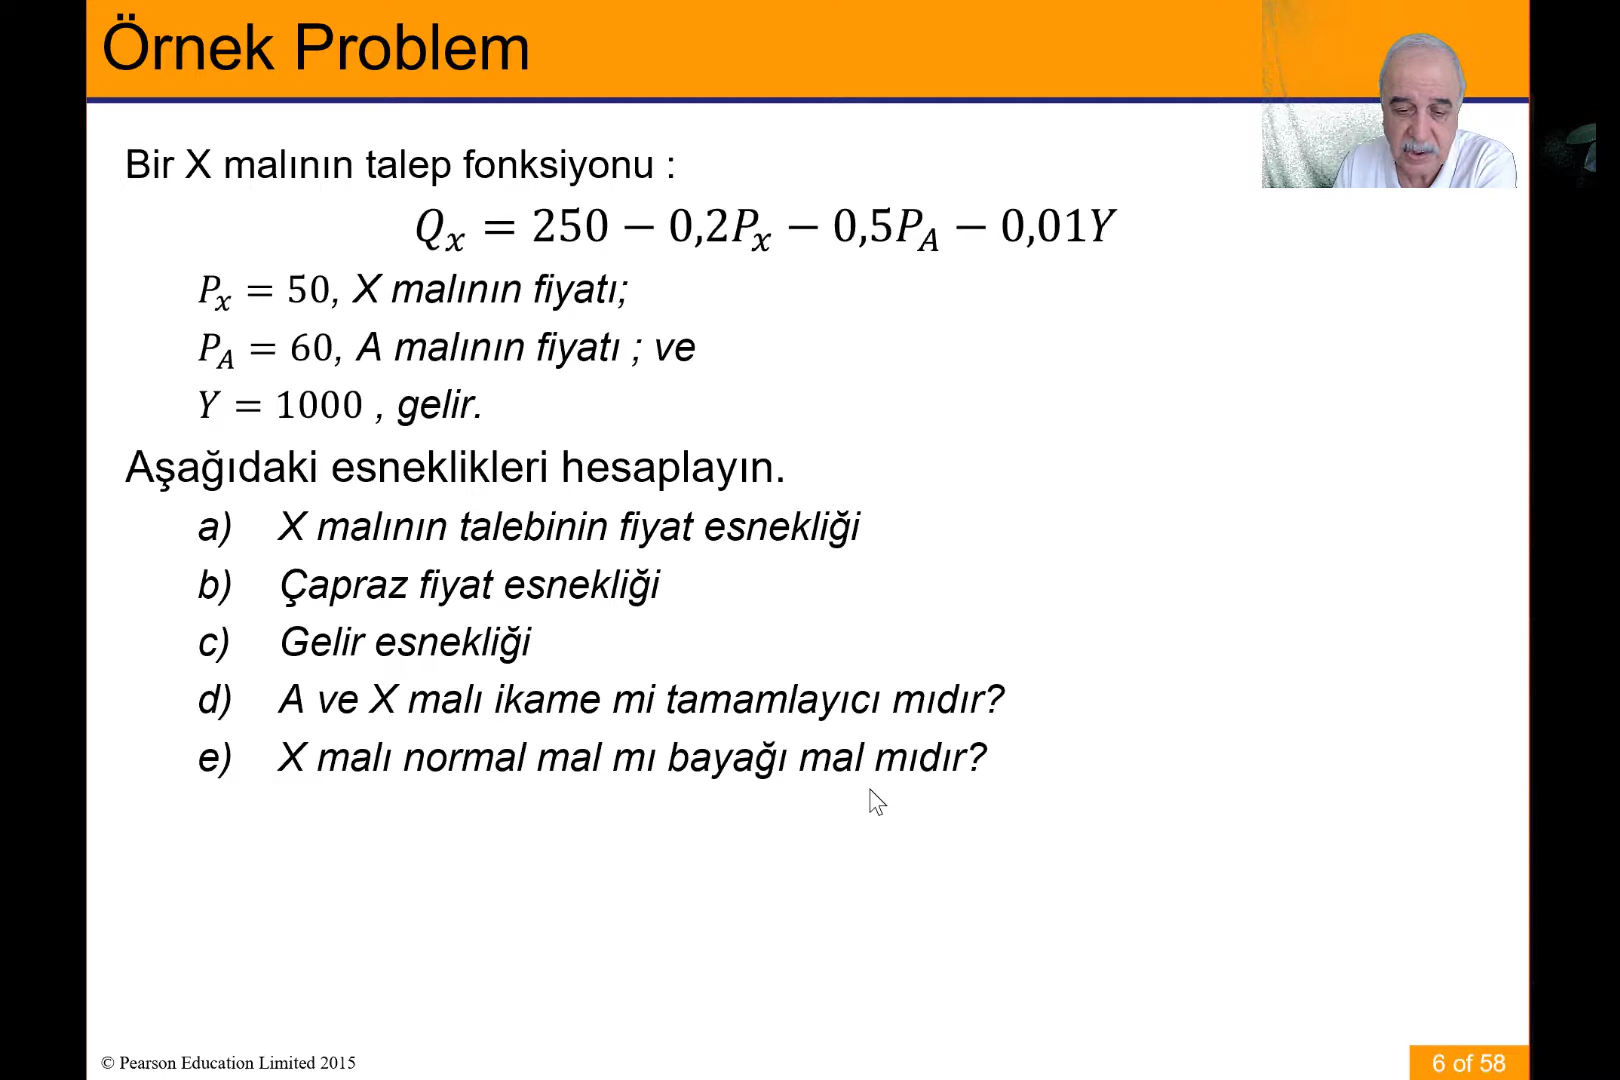 Örnek Problem
Bir X malının talep fonksiyonu :
Qₓ = 250 − 0,2Pₓ − 0,5P_A − 0,01Y
Pₓ = 50, X malının fiyatı;
P_A = 60, A malının fiyatı ; ve
Y = 1000 , gelir.
Aşağıdaki esneklikleri hesaplayın.
a) X malının talebinin fiyat esnekliği
b) Çapraz fiyat esnekliği
c) Gelir esnekliği
d) A ve X malı ikame mi tamamlayıcı mıdır?
e) X malı normal mal mı bayağı mal mıdır?
© Pearson Education Limited 2015
6 of 58